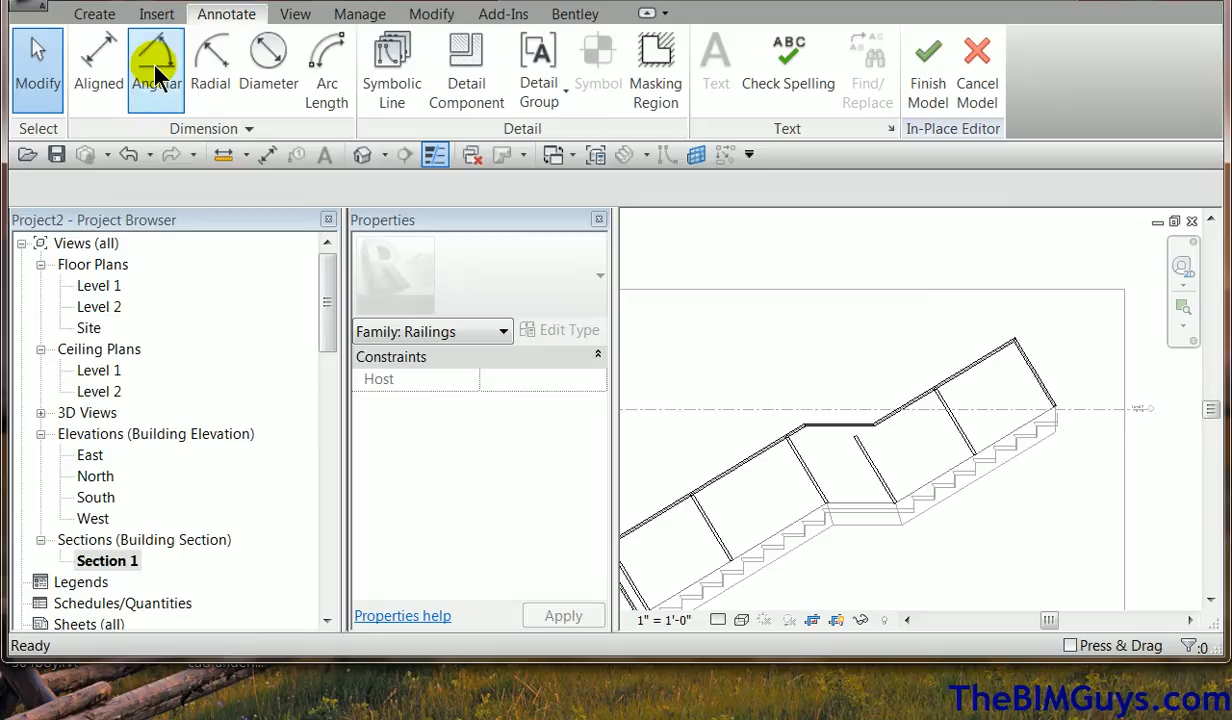 Create Insert Annotate View Manage Modify Add-Ins Bentley
Modify Aligned Angular Radial Diameter Arc Length Symbolic Line Detail Component Detail Group Symbol Masking Region Text ABC Check Spelling Find/ Replace Finish Model Cancel Model
Select Dimension Detail Text In-Place Editor
Project2 - Project Browser
Views (all)
Floor Plans
Level 1
Level 2
Site
Ceiling Plans
Level 1
Level 2
3D Views
Elevations (Building Elevation)
East
North
South
West
Sections (Building Section)
Section 1
Legends
Schedules/Quantities
Sheets (all)
Properties
Family: Railings Edit Type
Constraints
Host
Properties help Apply
2D
1" = 1'-0"
Ready Press & Drag :0
TheBIMGuys.com